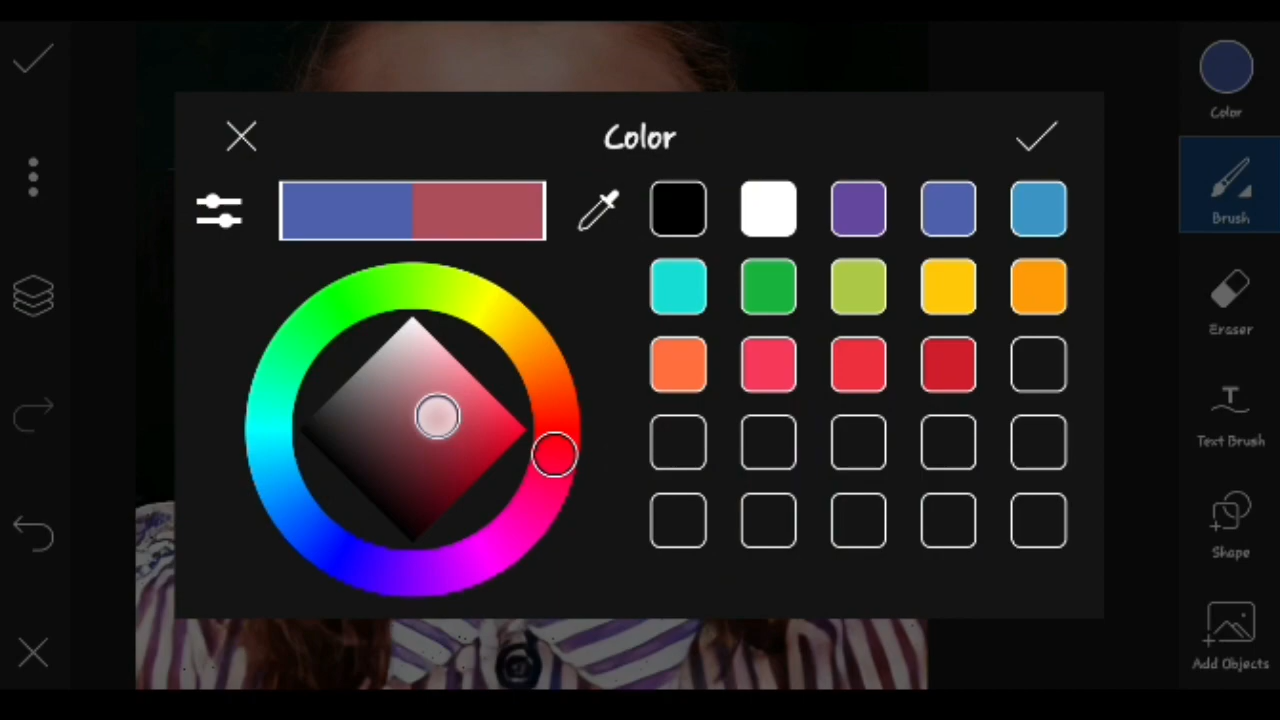 Color
Color
Brush
Eraser
T
Text Brush
Shape
Add Objects